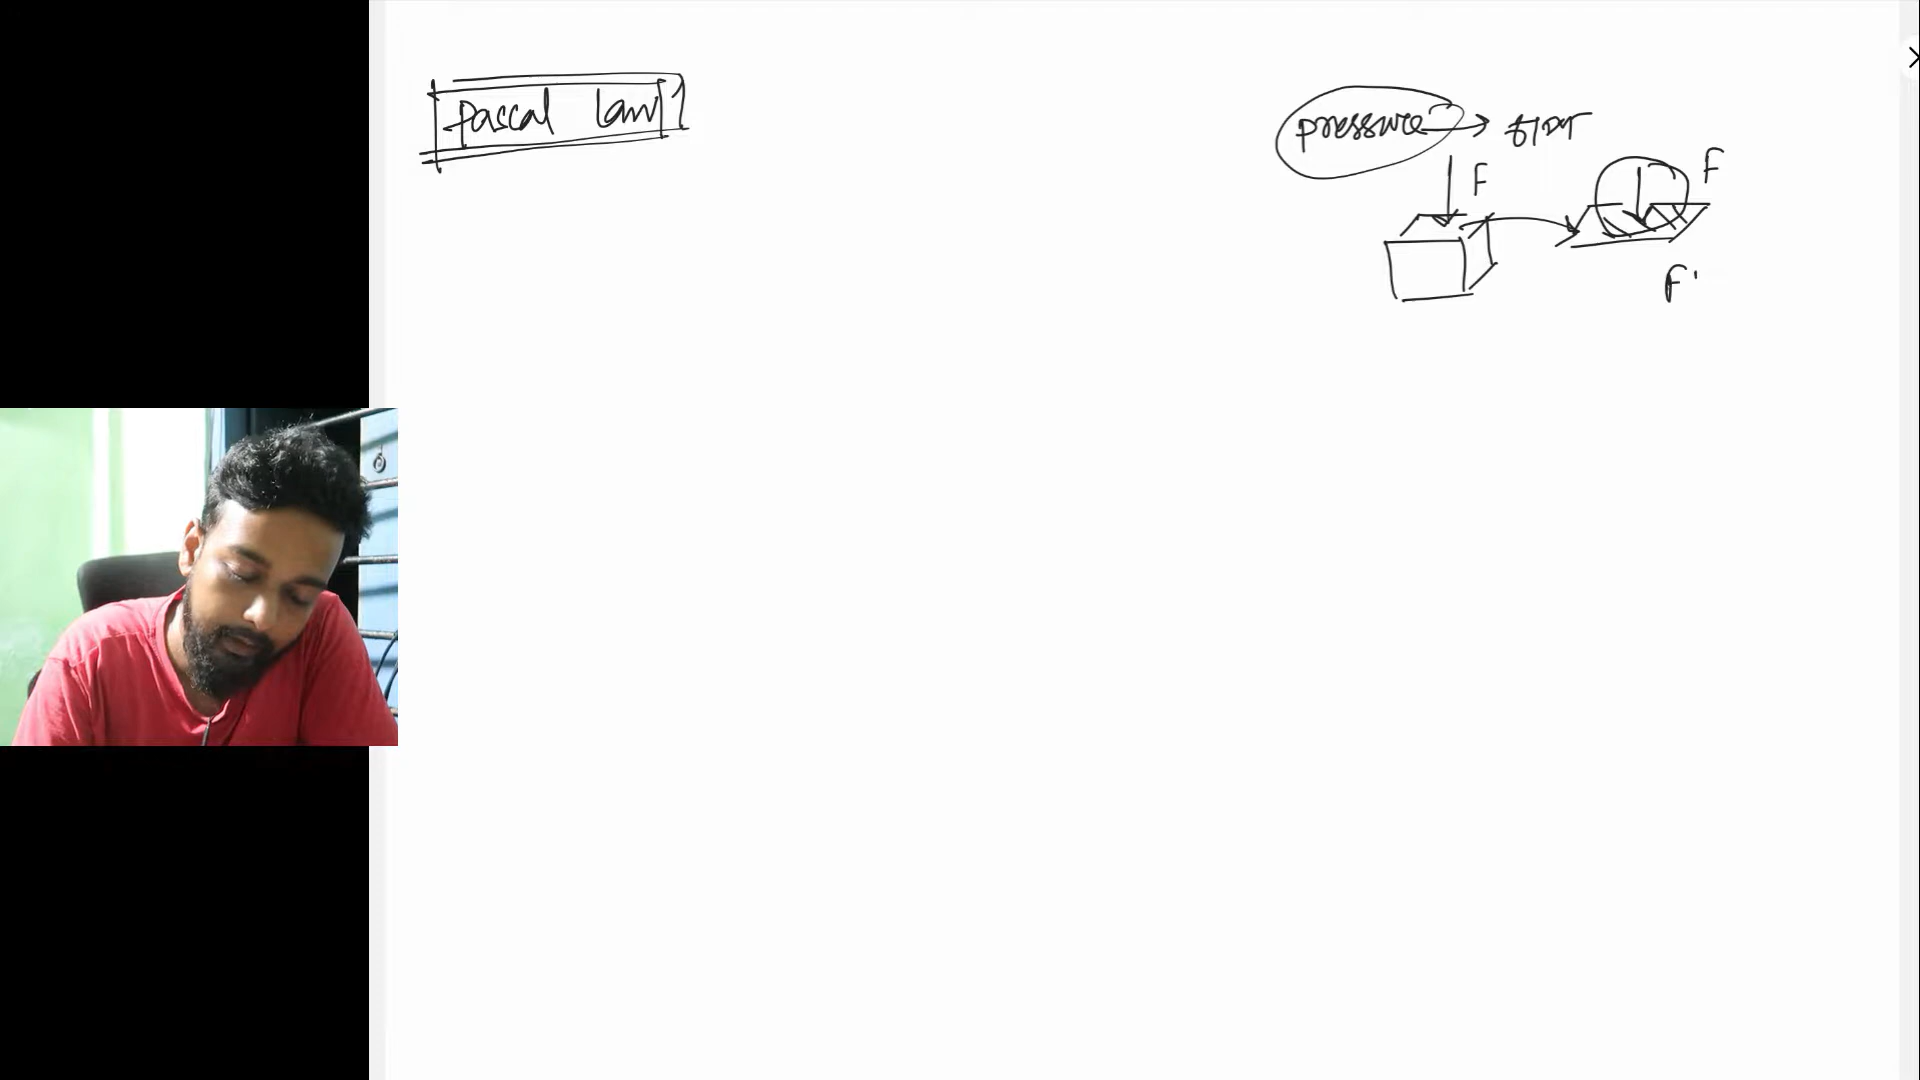 Pascal law
pressure → চাপ
F
F
F'